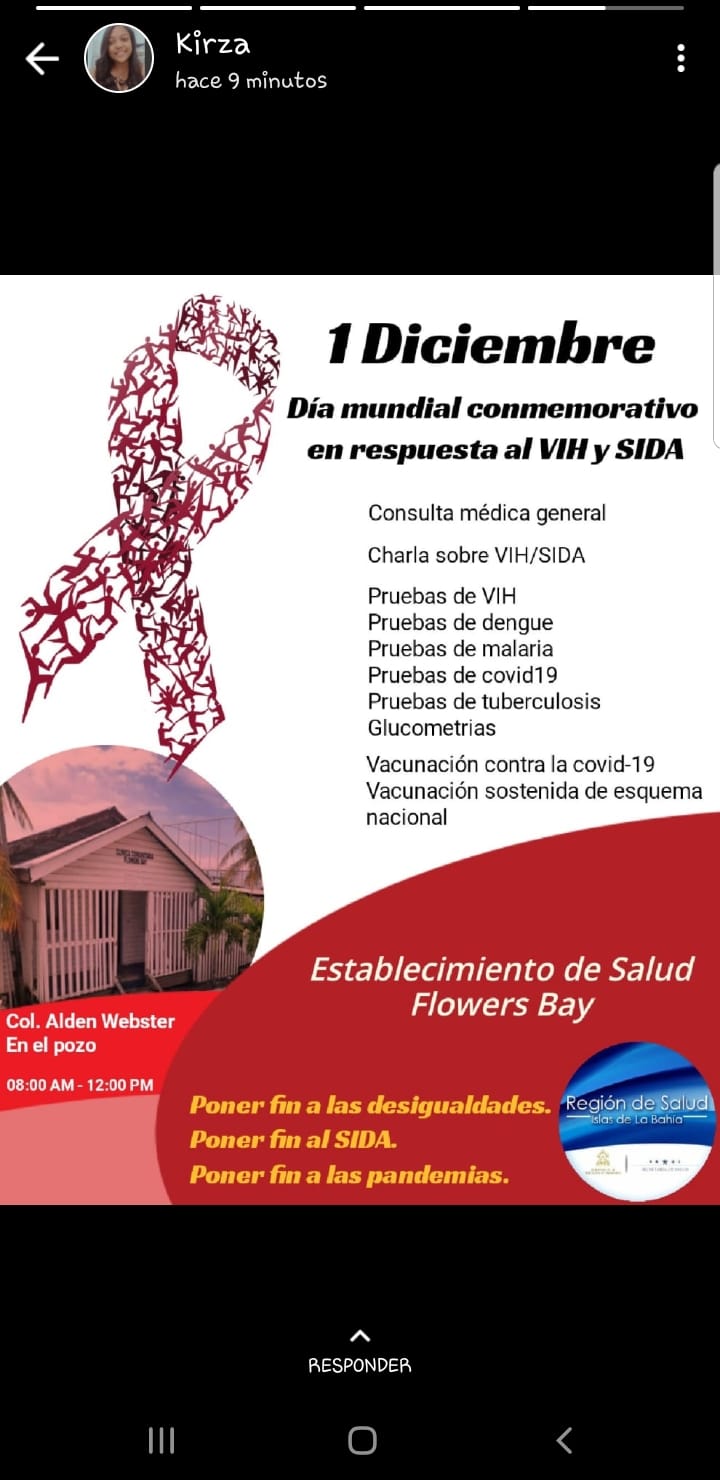 Kirza
hace 9 minutos
1 Diciembre
Día mundial conmemorativo
en respuesta al VIH y SIDA
Consulta médica general
Charla sobre VIH/SIDA
Pruebas de VIH
Pruebas de dengue
Pruebas de malaria
Pruebas de covid19
Pruebas de tuberculosis
Glucometrias
Vacunación contra la covid-19
Vacunación sostenida de esquema
nacional
FLOWERS BAY
Establecimiento de Salud
Flowers Bay
Col. Alden Webster
En el pozo
08:00 AM - 12:00 PM
Poner fin a las desigualdades.
Poner fin al SIDA.
Poner fin a las pandemias.
Región de Salud
Islas de La Bahía
RESPONDER